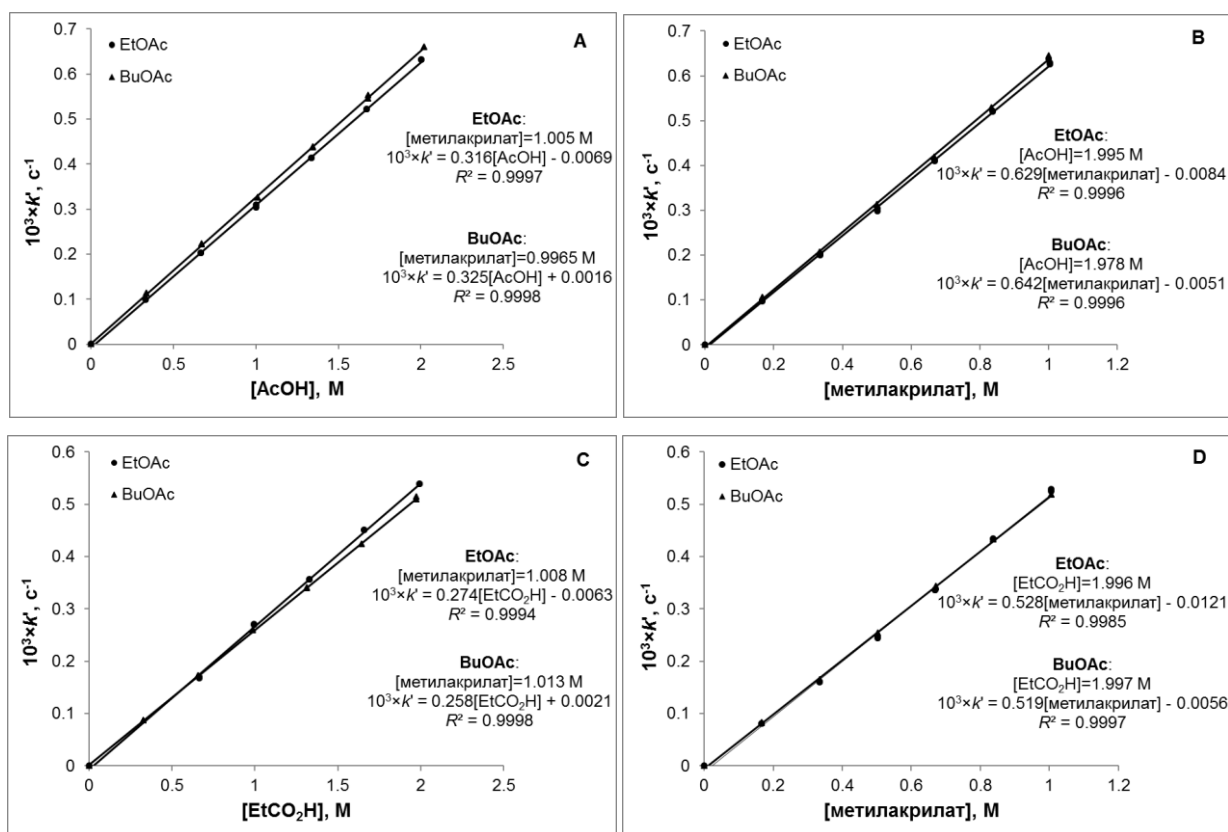 A
EtOAc
BuOAc
0.7
0.6
0.5
0.4
0.3
0.2
0.1
0
10³×k', с⁻¹
EtOAc:
[метилакрилат]=1.005 М
10³×k' = 0.316[AcOH] - 0.0069
R² = 0.9997
BuOAc:
[метилакрилат]=0.9965 М
10³×k' = 0.325[AcOH] + 0.0016
R² = 0.9998
0 0.5 1 1.5 2 2.5
[AcOH], М
B
EtOAc
BuOAc
0.7
0.6
0.5
0.4
0.3
0.2
0.1
0
10³×k', с⁻¹
EtOAc:
[AcOH]=1.995 М
10³×k' = 0.629[метилакрилат] - 0.0084
R² = 0.9996
BuOAc:
[AcOH]=1.978 М
10³×k' = 0.642[метилакрилат] - 0.0051
R² = 0.9996
0 0.2 0.4 0.6 0.8 1 1.2
[метилакрилат], М
C
EtOAc
BuOAc
0.6
0.5
0.4
0.3
0.2
0.1
0
10³×k', с⁻¹
EtOAc:
[метилакрилат]=1.008 М
10³×k' = 0.274[EtCO₂H] - 0.0063
R² = 0.9994
BuOAc:
[метилакрилат]=1.013 М
10³×k' = 0.258[EtCO₂H] + 0.0021
R² = 0.9998
0 0.5 1 1.5 2 2.5
[EtCO₂H], М
D
EtOAc
BuOAc
0.6
0.5
0.4
0.3
0.2
0.1
0
10³×k', с⁻¹
EtOAc:
[EtCO₂H]=1.996 М
10³×k' = 0.528[метилакрилат] - 0.0121
R² = 0.9985
BuOAc:
[EtCO₂H]=1.997 М
10³×k' = 0.519[метилакрилат] - 0.0056
R² = 0.9997
0 0.2 0.4 0.6 0.8 1 1.2
[метилакрилат], М